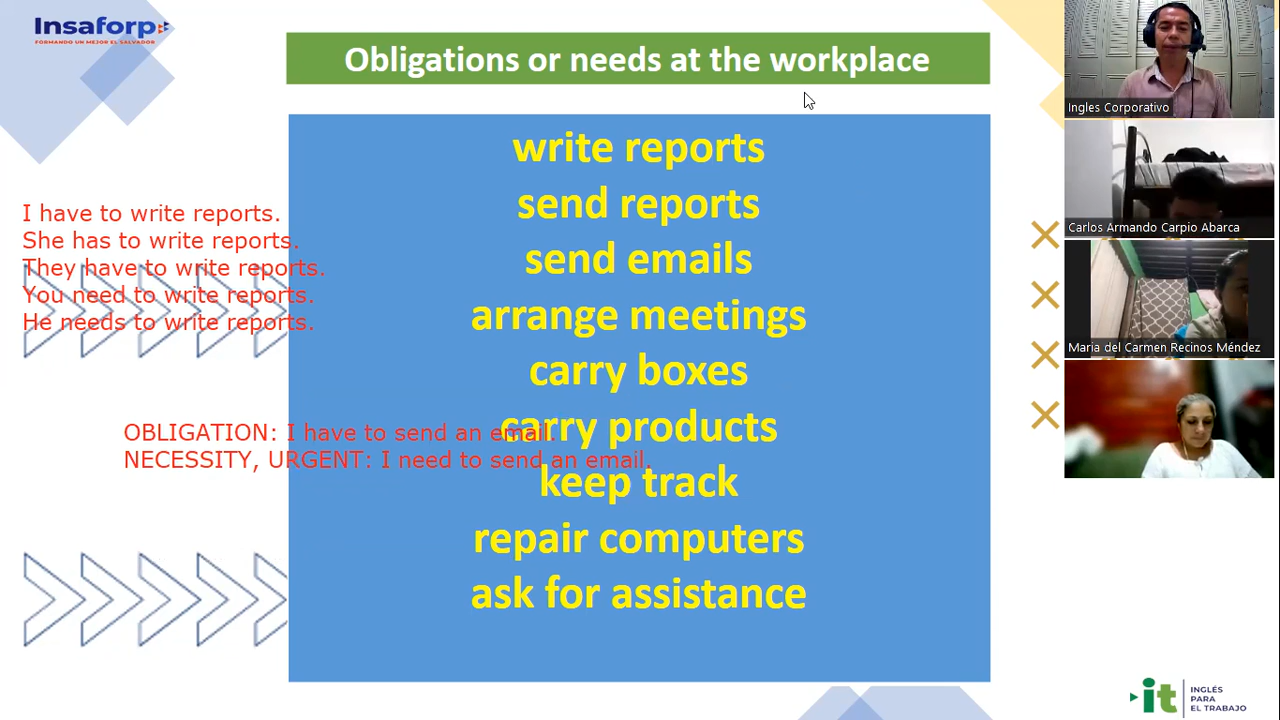 Insaforp
FORMANDO UN MEJOR EL SALVADOR
Obligations or needs at the workplace
write reports
send reports
send emails
arrange meetings
carry boxes
carry products
keep track
repair computers
ask for assistance
I have to write reports.
She has to write reports.
They have to write reports.
You need to write reports.
He needs to write reports.
OBLIGATION: I have to send an email.
NECESSITY, URGENT: I need to send an email.
Ingles Corporativo
Carlos Armando Carpio Abarca
Maria del Carmen Recinos Méndez
it
INGLÉS
PARA
EL TRABAJO